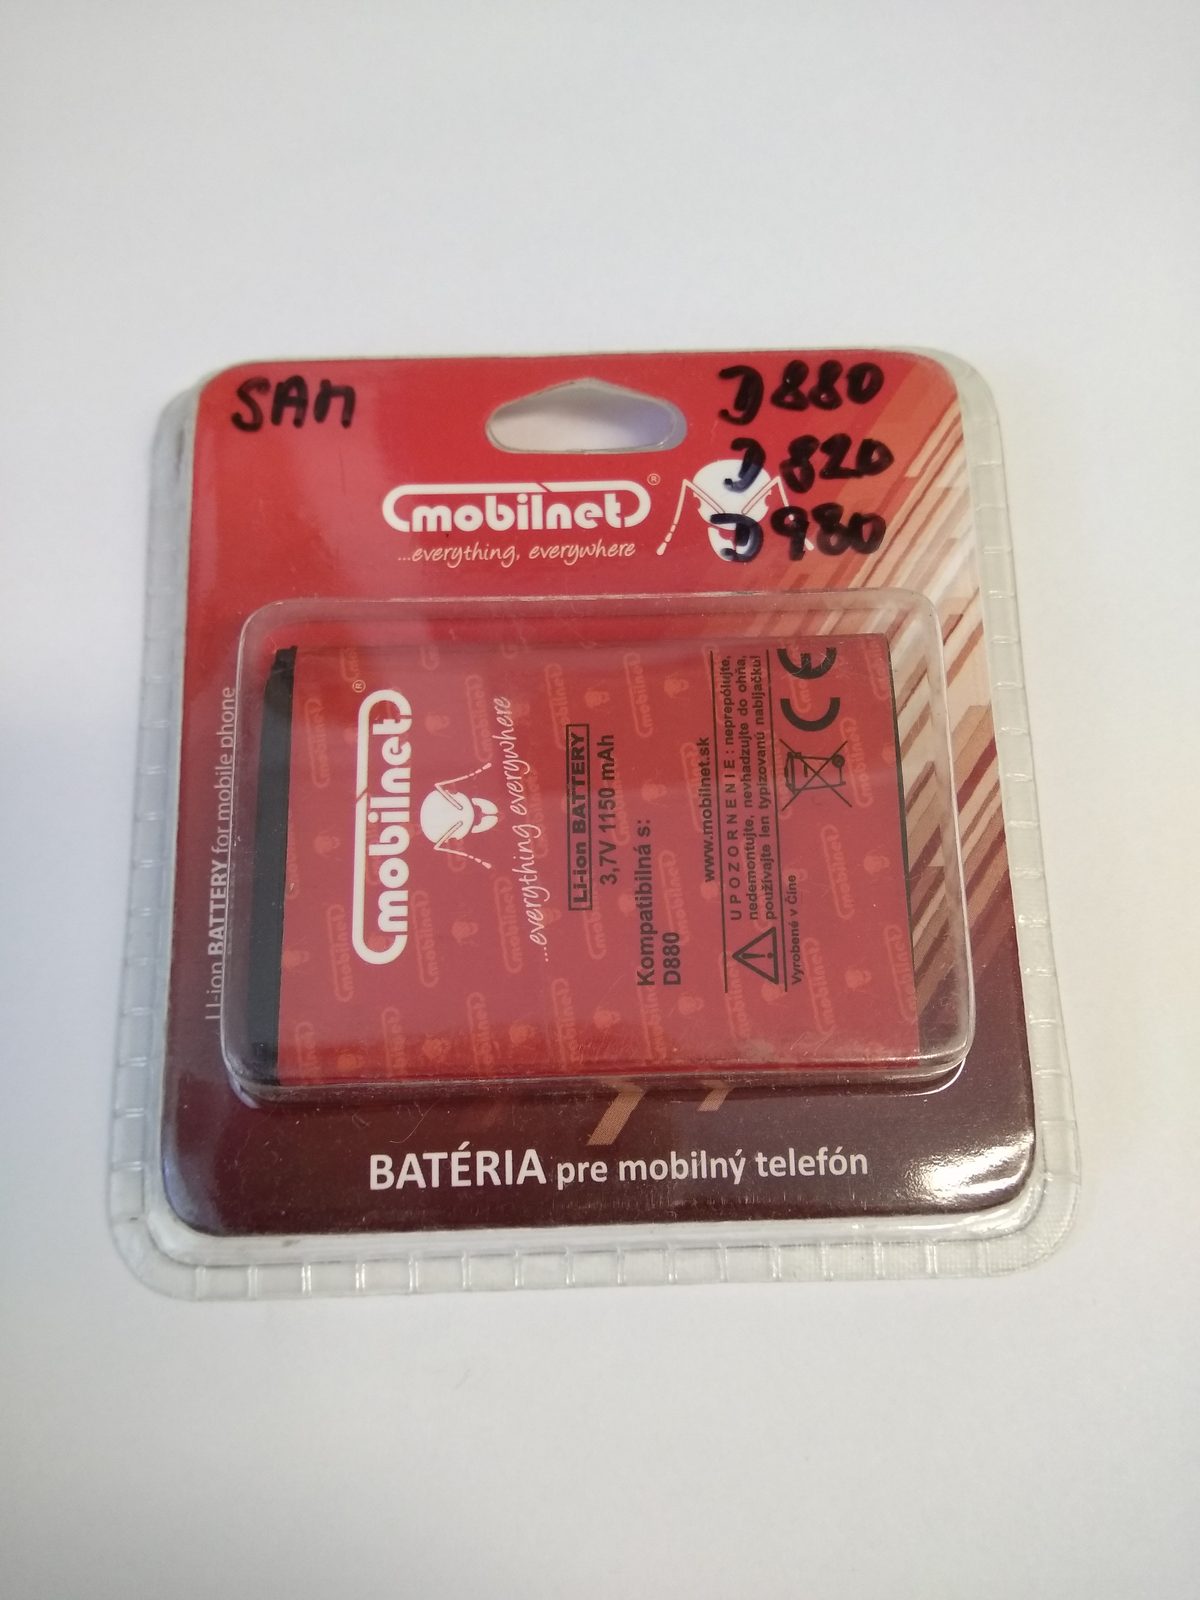 SAM
D880
D820
D980
mobilnet®
...everything, everywhere
Li-ion BATTERY for mobile phone
mobilnet®
...everything everywhere
Li-ion BATTERY
3,7V 1150 mAh
Kompatibilná s:
D880
www.mobilnet.sk
UPOZORNENIE: neprepólujte,
nedemontujte, nevhadzujte do ohňa,
používajte len typizovanú nabíjačku!
Vyrobené v Číne
CE
BATÉRIA pre mobilný telefón